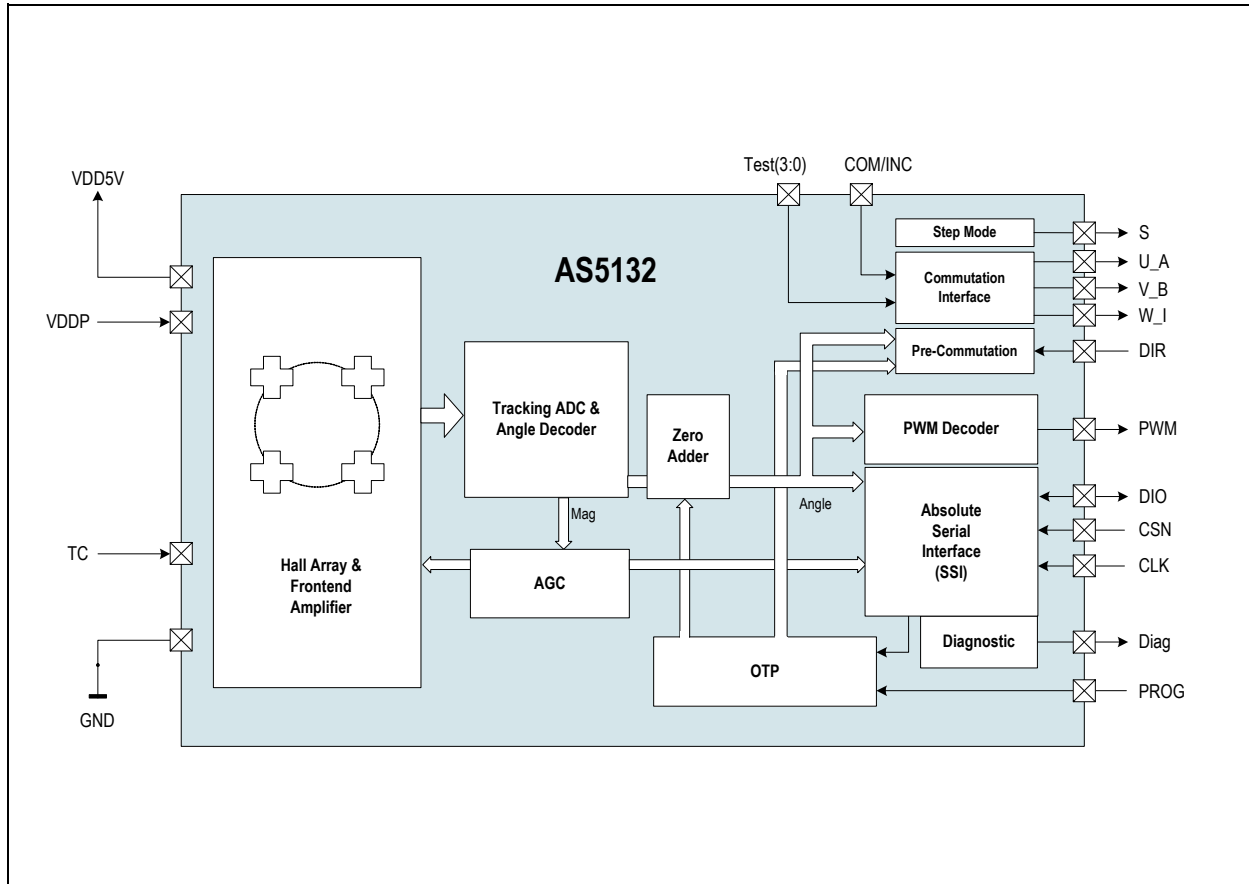 Test(3:0)
COM/INC
VDD5V
VDDP
TC
GND
AS5132
Hall Array &
Frontend
Amplifier
Tracking ADC &
Angle Decoder
Mag
AGC
Zero
Adder
Angle
OTP
Step Mode
Commutation
Interface
Pre-Commutation
PWM Decoder
Absolute
Serial
Interface
(SSI)
Diagnostic
S
U_A
V_B
W_I
DIR
PWM
DIO
CSN
CLK
Diag
PROG